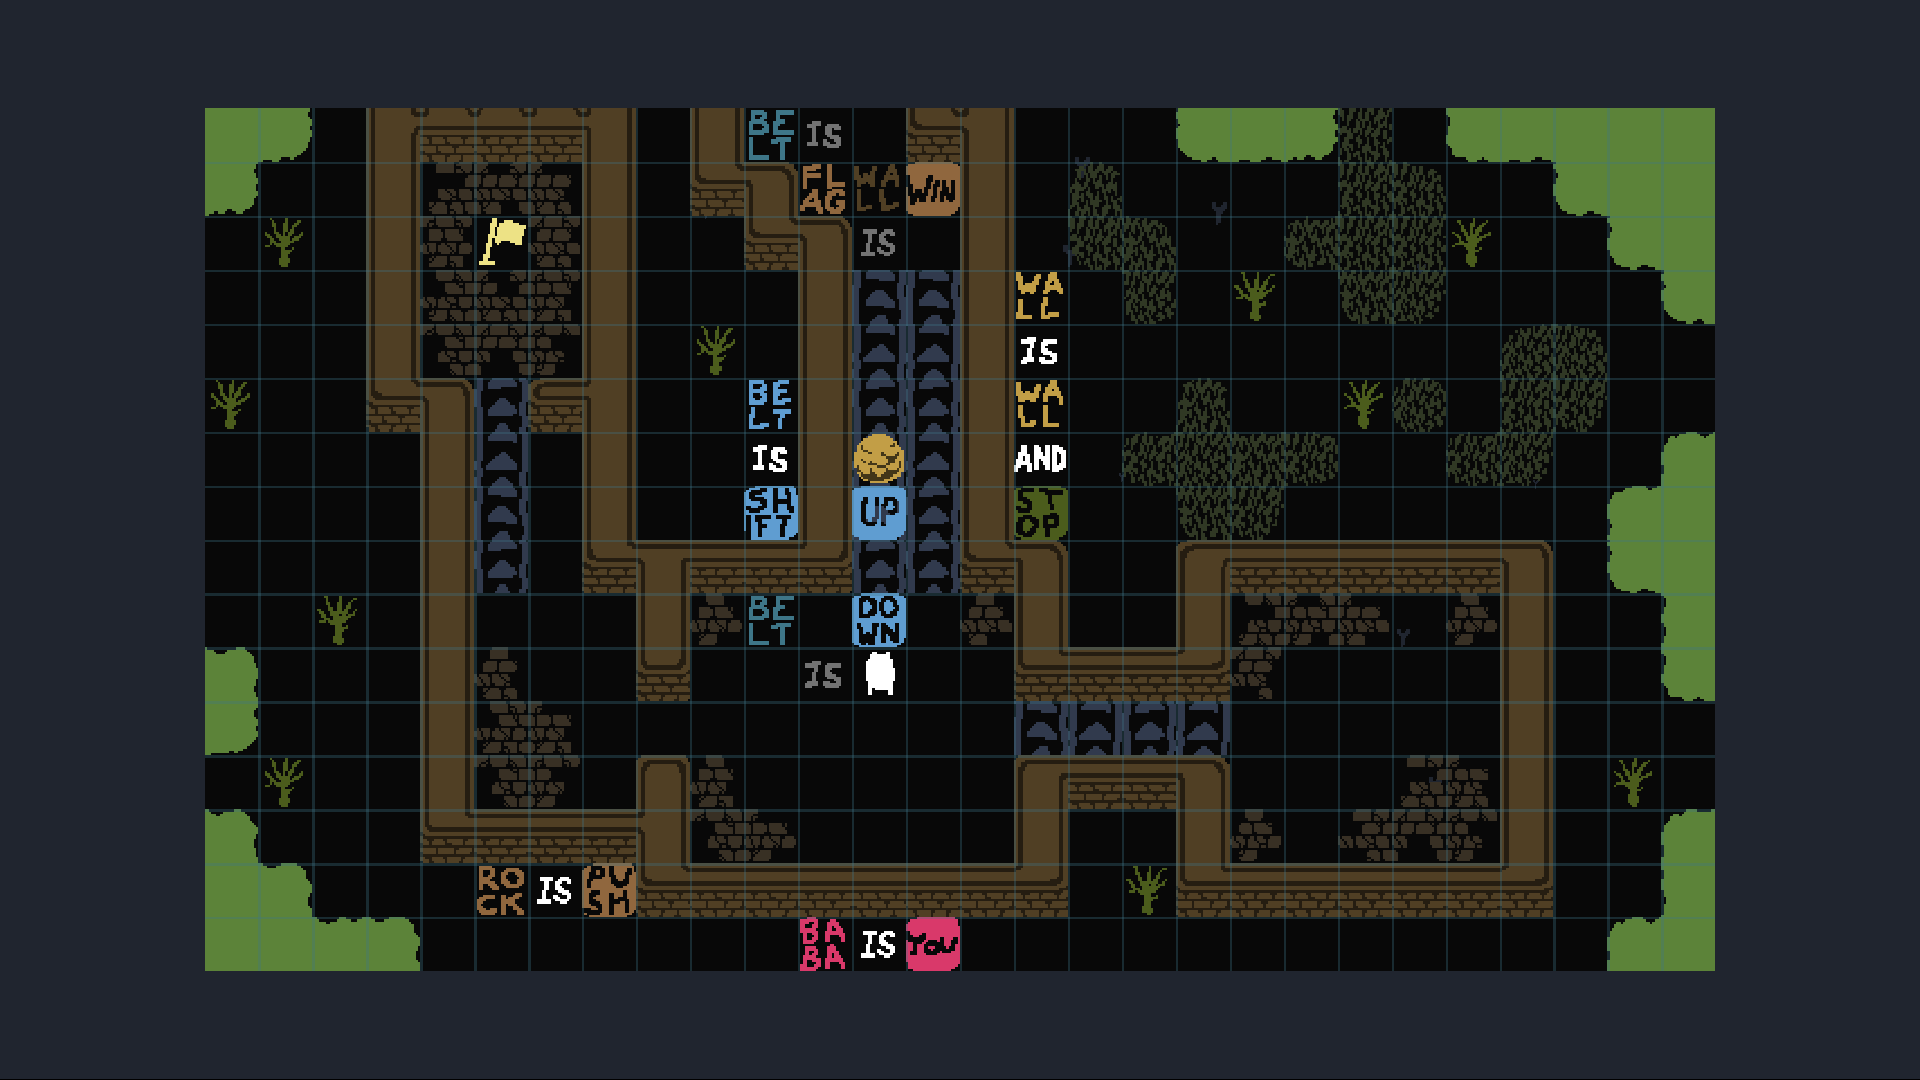 BELT IS
FLAG WALL WIN
IS
WALL
IS
BELT WALL
IS AND
SHFT UP STOP
BELT DOWN
IS
ROCK IS PUSH
BABA IS YOU